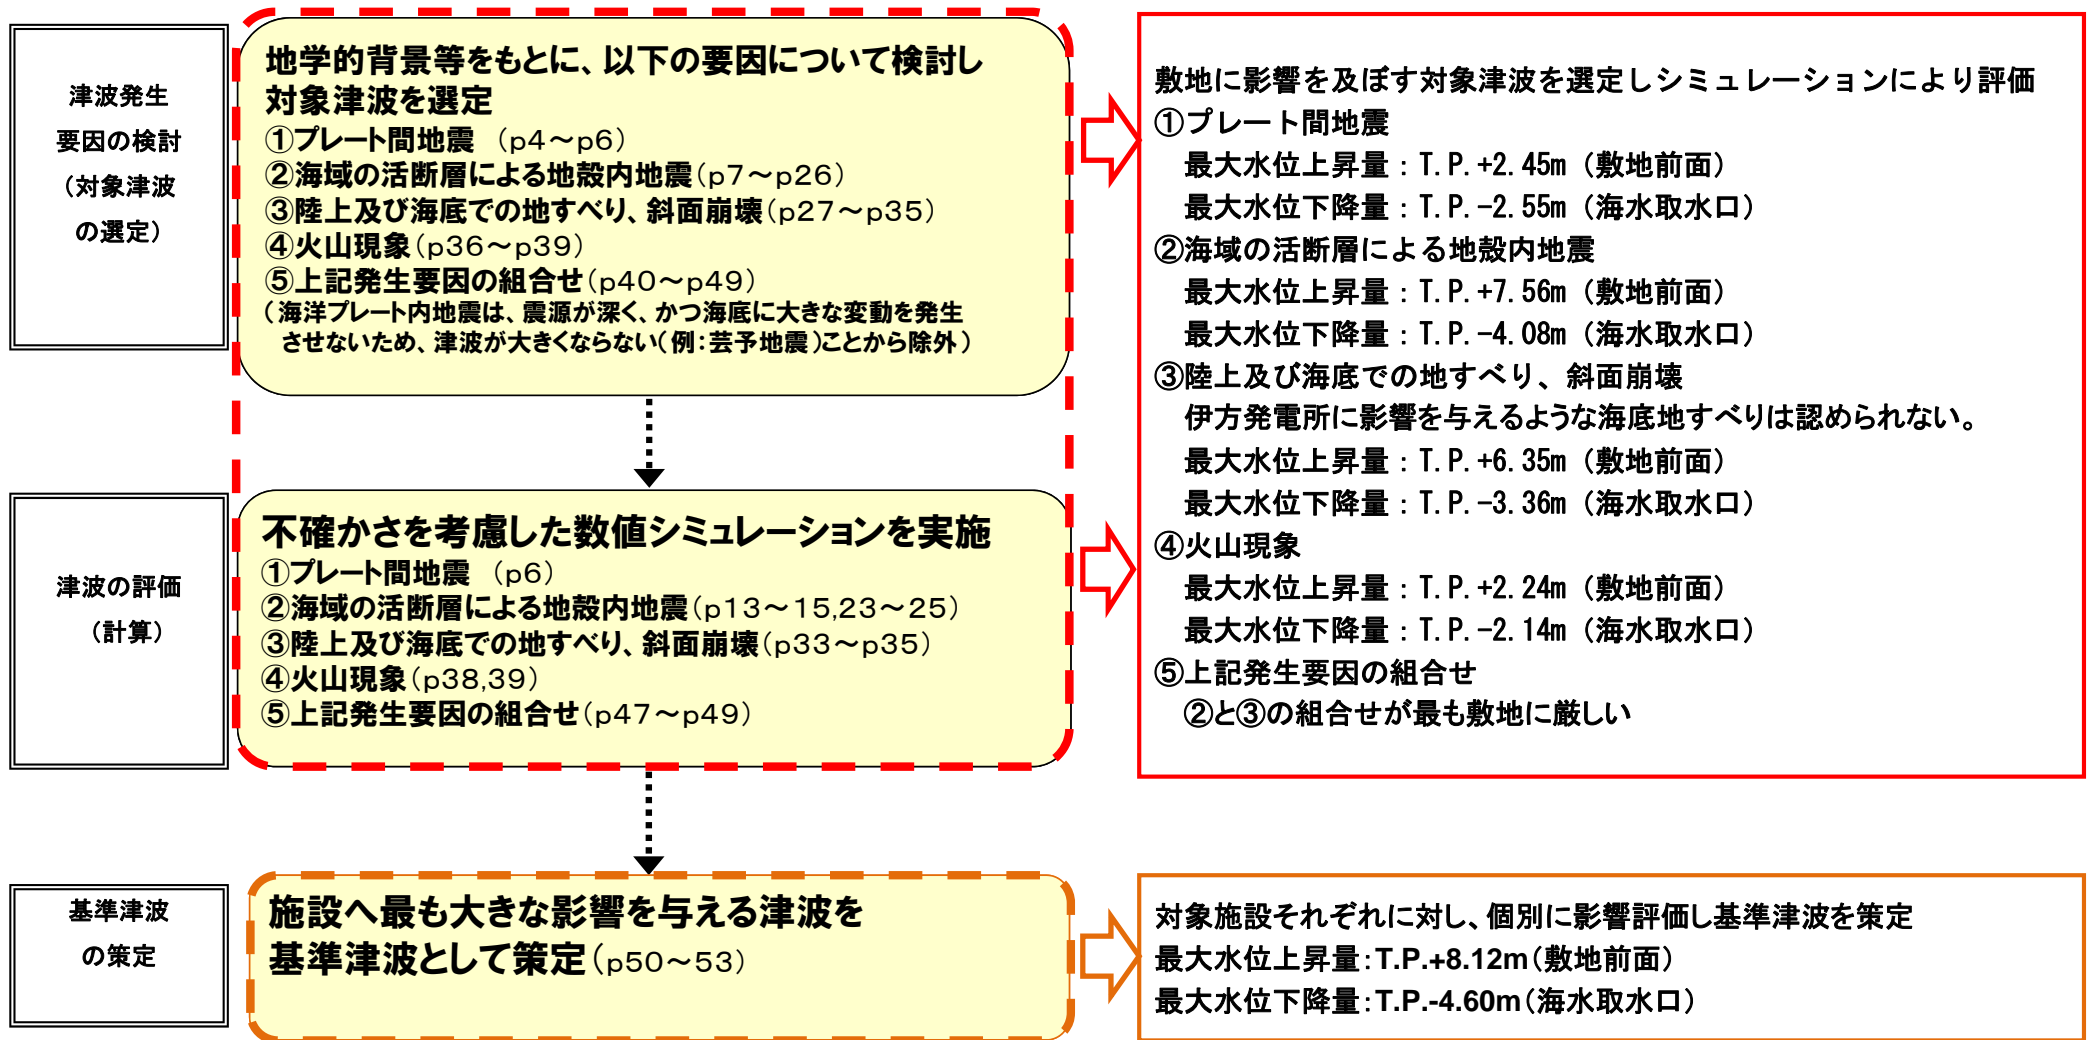 津波発生
要因の検討
（対象津波
の選定）
地学的背景等をもとに、以下の要因について検討し
対象津波を選定
①プレート間地震　（p4～p6）
②海域の活断層による地殻内地震（p7～p26）
③陸上及び海底での地すべり、斜面崩壊（p27～p35）
④火山現象（p36～p39）
⑤上記発生要因の組合せ（p40～p49）
（海洋プレート内地震は、震源が深く、かつ海底に大きな変動を発生
させないため、津波が大きくならない（例：芸予地震）ことから除外）
敷地に影響を及ぼす対象津波を選定しシミュレーションにより評価
①プレート間地震
最大水位上昇量：T.P.+2.45m（敷地前面）
最大水位下降量：T.P.-2.55m（海水取水口）
②海域の活断層による地殻内地震
最大水位上昇量：T.P.+7.56m（敷地前面）
最大水位下降量：T.P.-4.08m（海水取水口）
③陸上及び海底での地すべり、斜面崩壊
伊方発電所に影響を与えるような海底地すべりは認められない。
最大水位上昇量：T.P.+6.35m（敷地前面）
最大水位下降量：T.P.-3.36m（海水取水口）
④火山現象
最大水位上昇量：T.P.+2.24m（敷地前面）
最大水位下降量：T.P.-2.14m（海水取水口）
⑤上記発生要因の組合せ
②と③の組合せが最も敷地に厳しい
津波の評価
（計算）
不確かさを考慮した数値シミュレーションを実施
①プレート間地震　（p6）
②海域の活断層による地殻内地震（p13～15,23～25）
③陸上及び海底での地すべり、斜面崩壊（p33～p35）
④火山現象（p38,39）
⑤上記発生要因の組合せ（p47～p49）
基準津波
の策定
施設へ最も大きな影響を与える津波を
基準津波として策定（p50～53）
対象施設それぞれに対し、個別に影響評価し基準津波を策定
最大水位上昇量：T.P.+8.12m（敷地前面）
最大水位下降量：T.P.-4.60m（海水取水口）